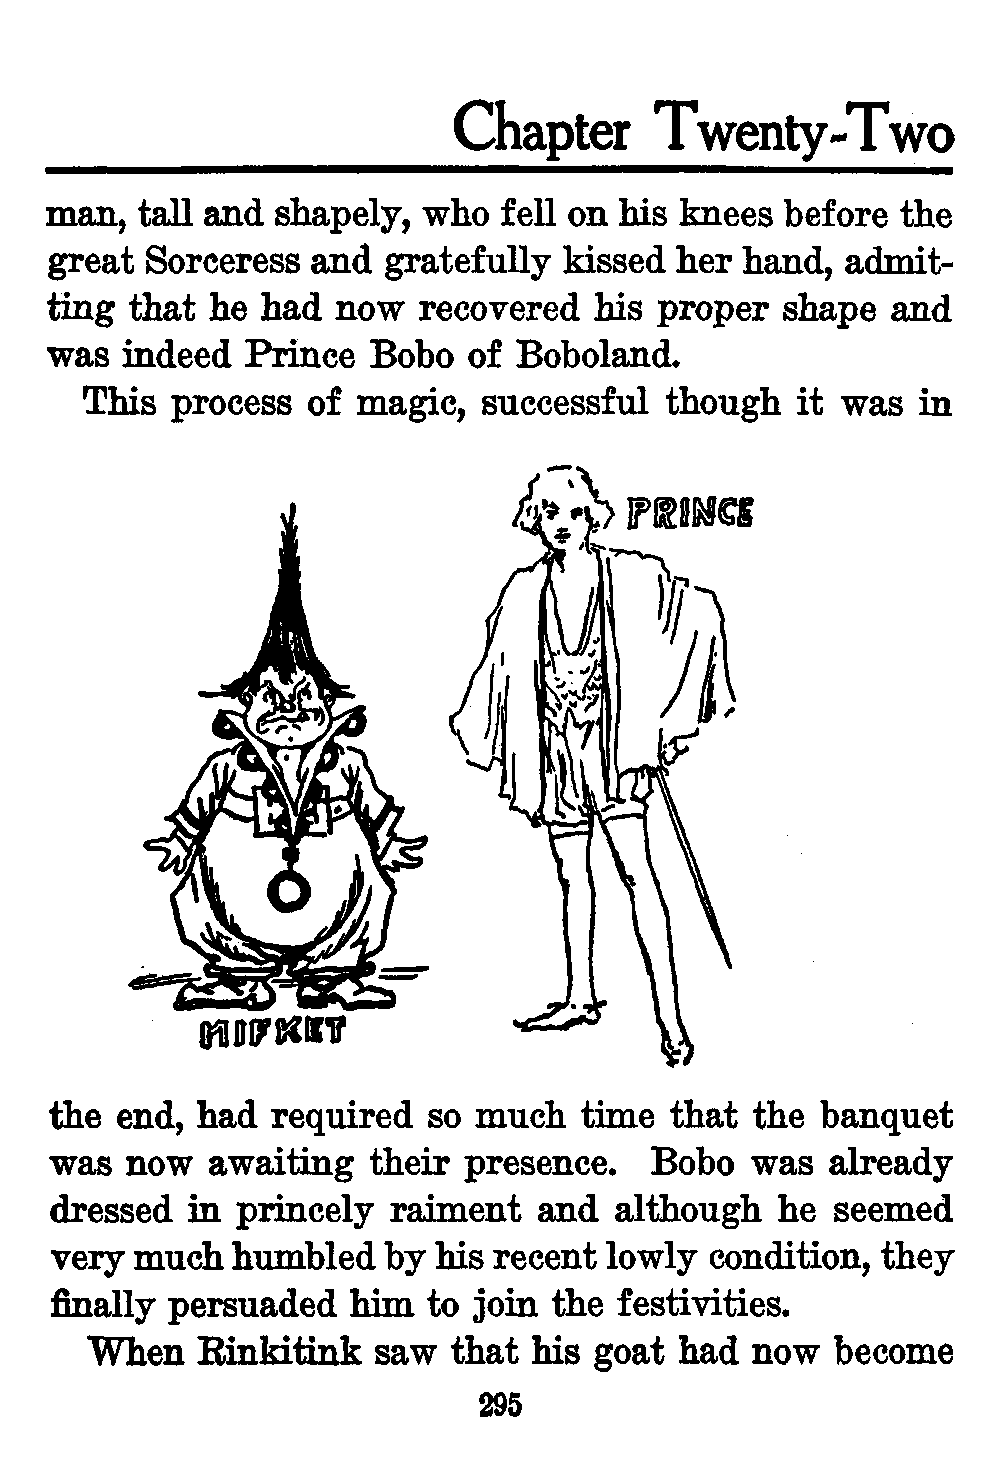 Chapter Twenty-Two
man, tall and shapely, who fell on his knees before the
great Sorceress and gratefully kissed her hand, admit-
ting that he had now recovered his proper shape and
was indeed Prince Bobo of Boboland.
This process of magic, successful though it was in
PRINCE
MIFKET
the end, had required so much time that the banquet
was now awaiting their presence. Bobo was already
dressed in princely raiment and although he seemed
very much humbled by his recent lowly condition, they
finally persuaded him to join the festivities.
When Rinkitink saw that his goat had now become
295